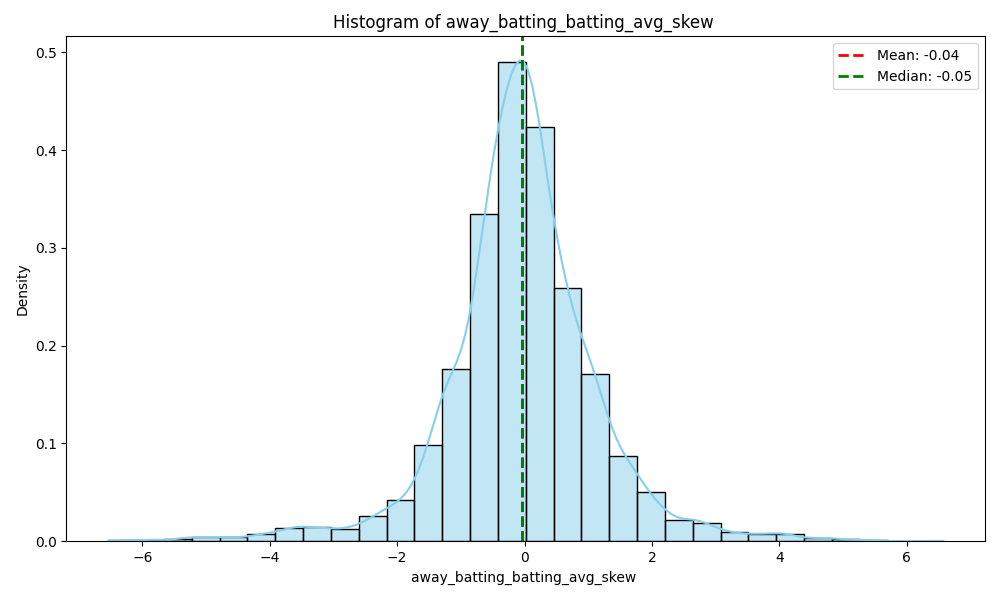 Histogram of away_batting_batting_avg_skew
Mean: -0.04
Median: -0.05
0.5
0.4
0.3
0.2
0.1
0.0
Density
−6
−4
−2
0
2
4
6
away_batting_batting_avg_skew